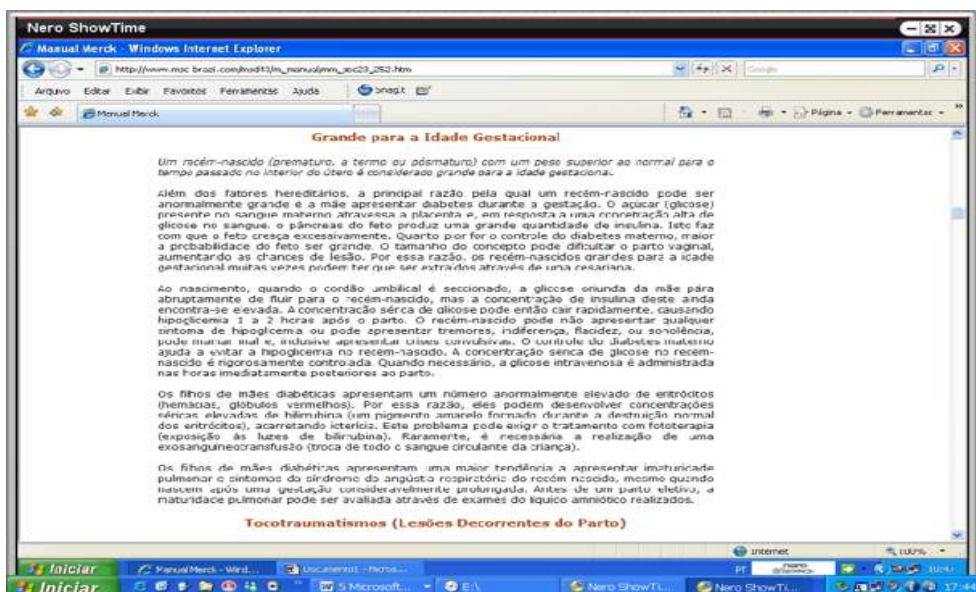 Nero ShowTime
Manual Merck - Windows Internet Explorer
Google
Arquivo Editar Exibir Favoritos Ferramentas Ajuda SnagIt
Manual Merck Página Ferramentas
Grande para a Idade Gestacional
Um recém-nascido (prematuro, a termo ou pósmaturo) com um peso superior ao normal para o
tempo passado no interior do útero é considerado grande para a idade gestacional.
Além dos fatores hereditários, a principal razão pela qual um recém-nascido pode ser
anormalmente grande é a mãe apresentar diabetes durante a gestação. O açúcar (glicose)
presente no sangue materno atravessa a placenta e, em resposta a uma concetração alta de
glicose no sangue, o pâncreas do feto produz uma grande quantidade de insulina. Isto faz
com que o feto cresça excessivamente. Quanto pior for o controle do diabetes materno, maior
a probabilidade do feto ser grande. O tamanho do concepto pode dificultar o parto vaginal,
aumentando as chances de lesão. Por essa razão, os recém-nascidos grandes para a idade
gestacional muitas vezes podem ter que ser extraídos através de uma cesariana.
Ao nascimento, quando o cordão umbilical é seccionado, a glicose oriunda da mãe pára
abruptamente de fluir para o recém-nascido, mas a concentração de insulina deste ainda
encontra-se elevada. A concentração sérica de glicose pode então cair rapidamente, causando
hipoglicemia 1 a 2 horas após o parto. O recém-nascido pode não apresentar qualquer
sintoma de hipoglicemia ou pode apresentar tremores, indiferença, flacidez, ou sonolência,
pode mamar mal e, inclusive apresentar crises convulsivas. O controle do diabetes materno
ajuda a evitar a hipoglicemia no recém-nascido. A concentração sérica de glicose no recém-
nascido é rigorosamente controlada. Quando necessário, a glicose intravenosa é administrada
nas horas imediatamente posteriores ao parto.
Os filhos de mães diabéticas apresentam um número anormalmente elevado de eritrócitos
(hemácias, glóbulos vermelhos). Por essa razão, eles podem desenvolver concentrações
séricas elevadas de bilirrubina (um pigmento amarelo formado durante a destruição normal
dos eritrócitos), acarretando icterícia. Este problema pode exigir o tratamento com fototerapia
(exposição às luzes de bilirrubina). Raramente, é necessária a realização de uma
exosangüineotransfusão (troca de todo o sangue circulante da criança).
Os filhos de mães diabéticas apresentam uma maior tendência a apresentar imaturidade
pulmonar e sintomas da síndrome da angústia respiratória do recém nascido, mesmo quando
nascem após uma gestação consideravelmente prolongada. Antes de um parto eletivo, a
maturidade pulmonar pode ser avaliada através de exames do líquido amniótico realizados.
Tocotraumatismos (Lesões Decorrentes do Parto)
Internet 100%
Iniciar Manual Merck - Wind... PT
Iniciar 5 Microsoft... E:\ Nero ShowTi... Nero ShowTi... 17:44